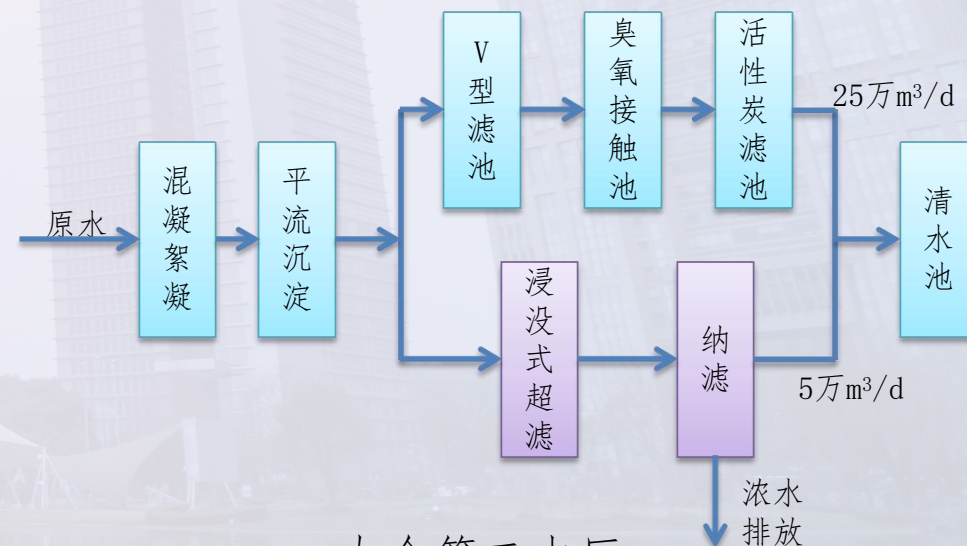 原水
混凝絮凝
平流沉淀
V型滤池
臭氧接触池
活性炭滤池
25万m³/d
浸没式超滤
纳滤
5万m³/d
清水池
浓水
排放